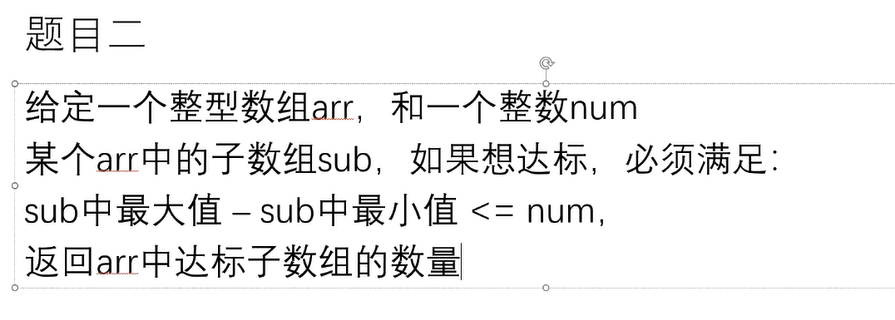 题目二
给定一个整型数组arr，和一个整数num
某个arr中的子数组sub，如果想达标，必须满足：
sub中最大值 – sub中最小值 <= num，
返回arr中达标子数组的数量